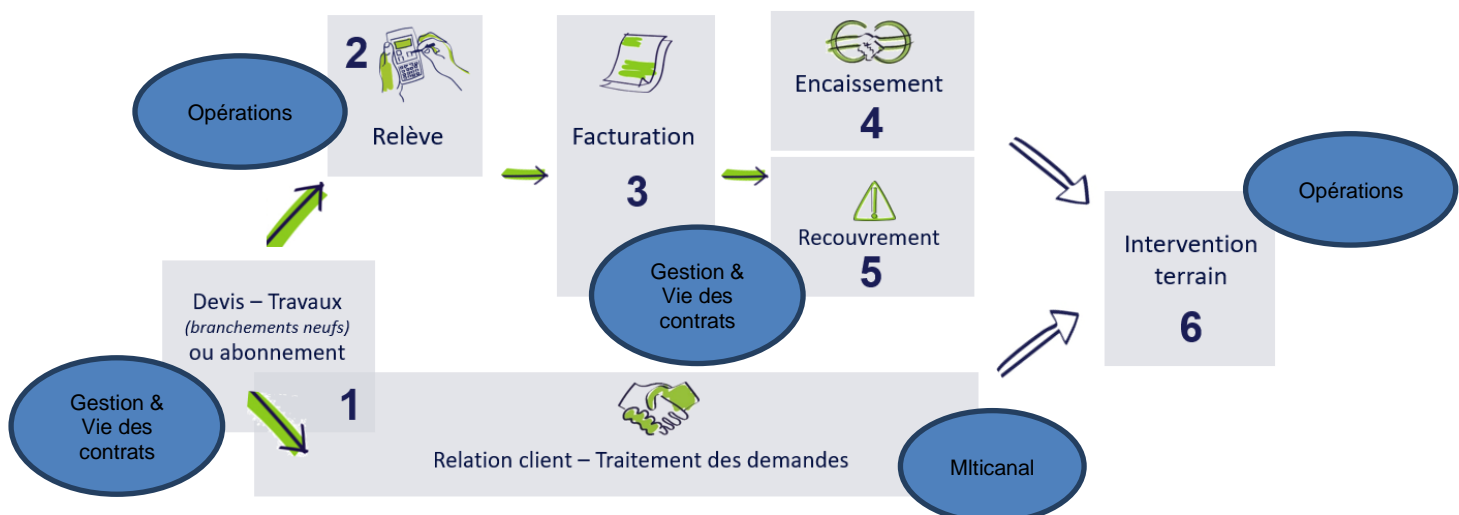 Opérations
2
Relève
Facturation
3
Encaissement
4
Recouvrement
5
Gestion &
Vie des
contrats
Opérations
Intervention
terrain
6
Devis – Travaux
(branchements neufs)
ou abonnement
1
Gestion &
Vie des
contrats
Relation client – Traitement des demandes
Mlticanal